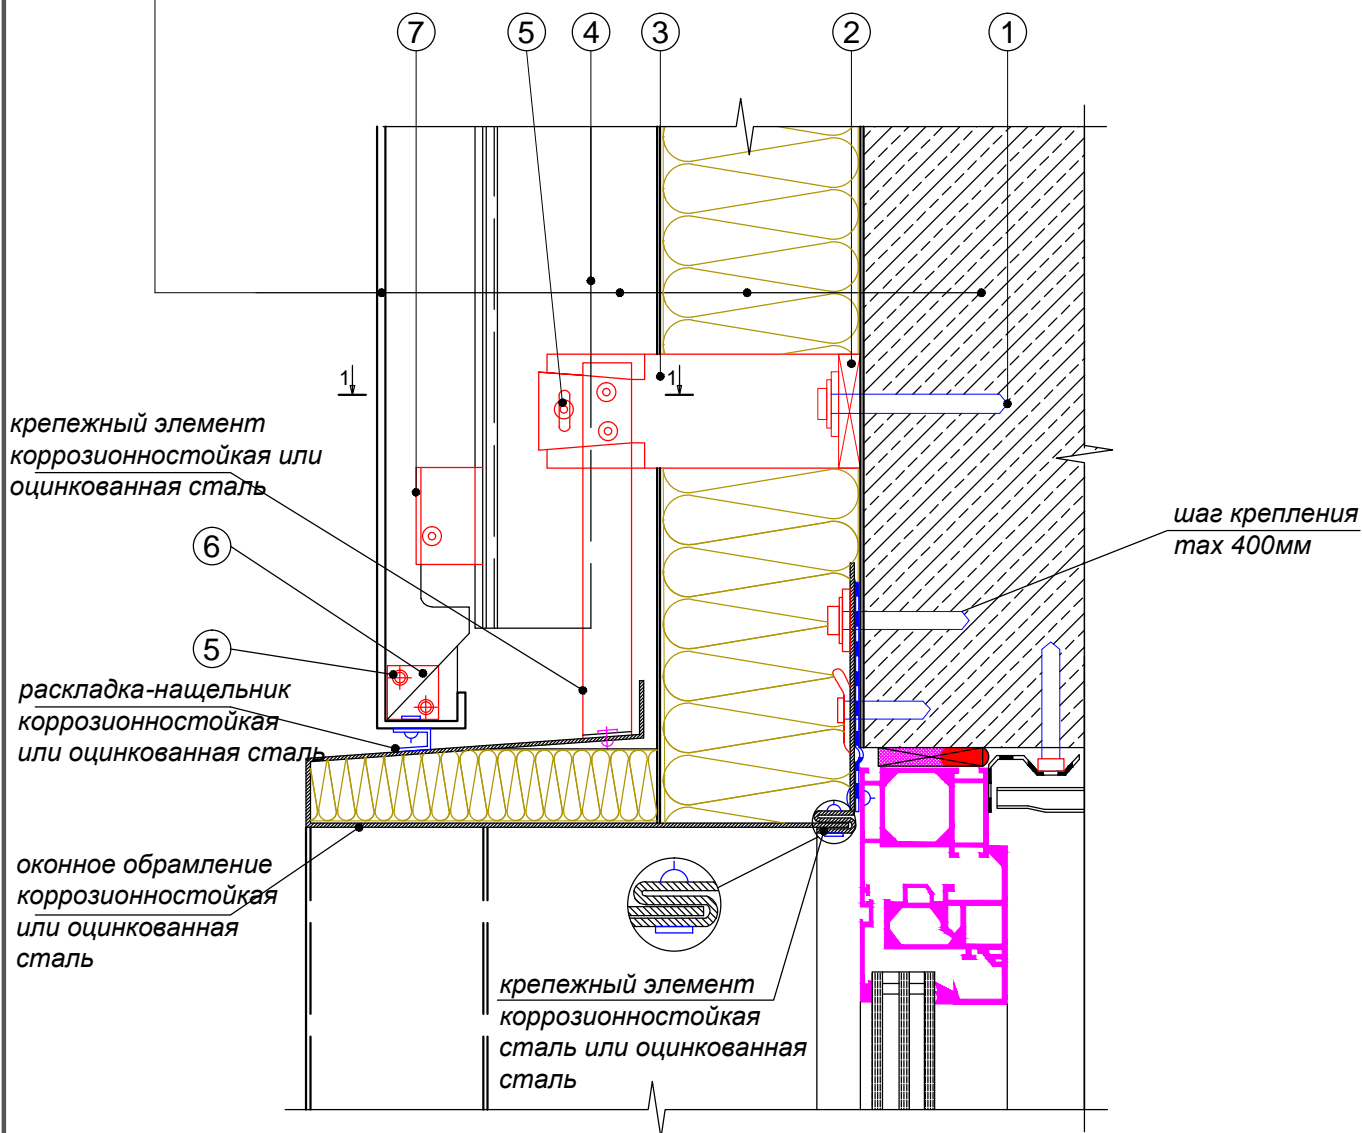 7 5 4 3 2 1
1 1
крепежный элемент
коррозионностойкая или
оцинкованная сталь
шаг крепления
max 400мм
6
5
раскладка-нащельник
коррозионностойкая
или оцинкованная сталь
оконное обрамление
коррозионностойкая
или оцинкованная
сталь
крепежный элемент
коррозионностойкая
сталь или оцинкованная
сталь